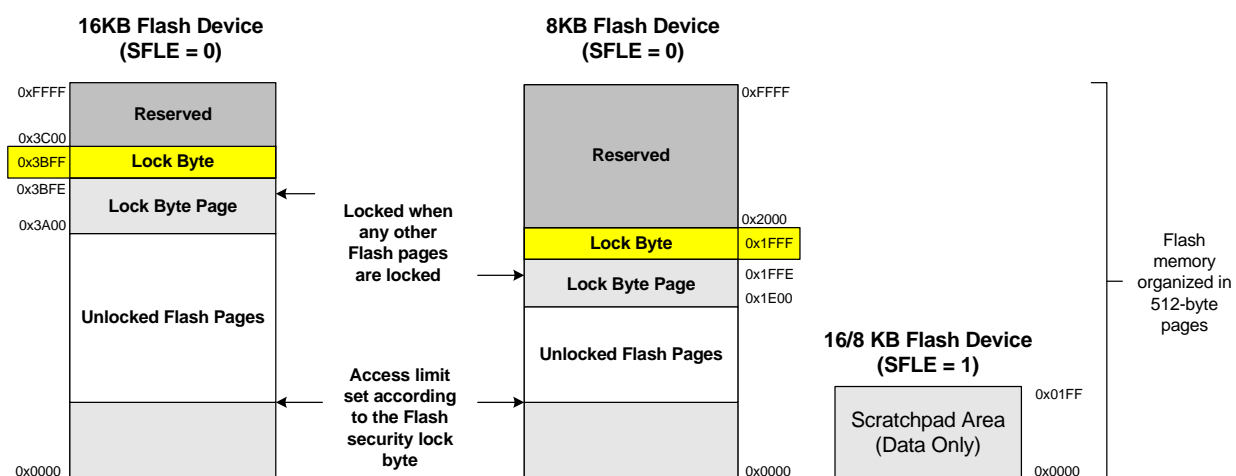 16KB Flash Device
(SFLE = 0)
0xFFFF
Reserved
0x3C00
0x3BFF
Lock Byte
0x3BFE
Lock Byte Page
0x3A00
Unlocked Flash Pages
0x0000
Locked when
any other
Flash pages
are locked
Access limit
set according
to the Flash
security lock
byte
8KB Flash Device
(SFLE = 0)
0xFFFF
Reserved
0x2000
Lock Byte
0x1FFF
0x1FFE
Lock Byte Page
0x1E00
Unlocked Flash Pages
0x0000
16/8 KB Flash Device
(SFLE = 1)
0x01FF
Scratchpad Area
(Data Only)
0x0000
Flash
memory
organized in
512-byte
pages